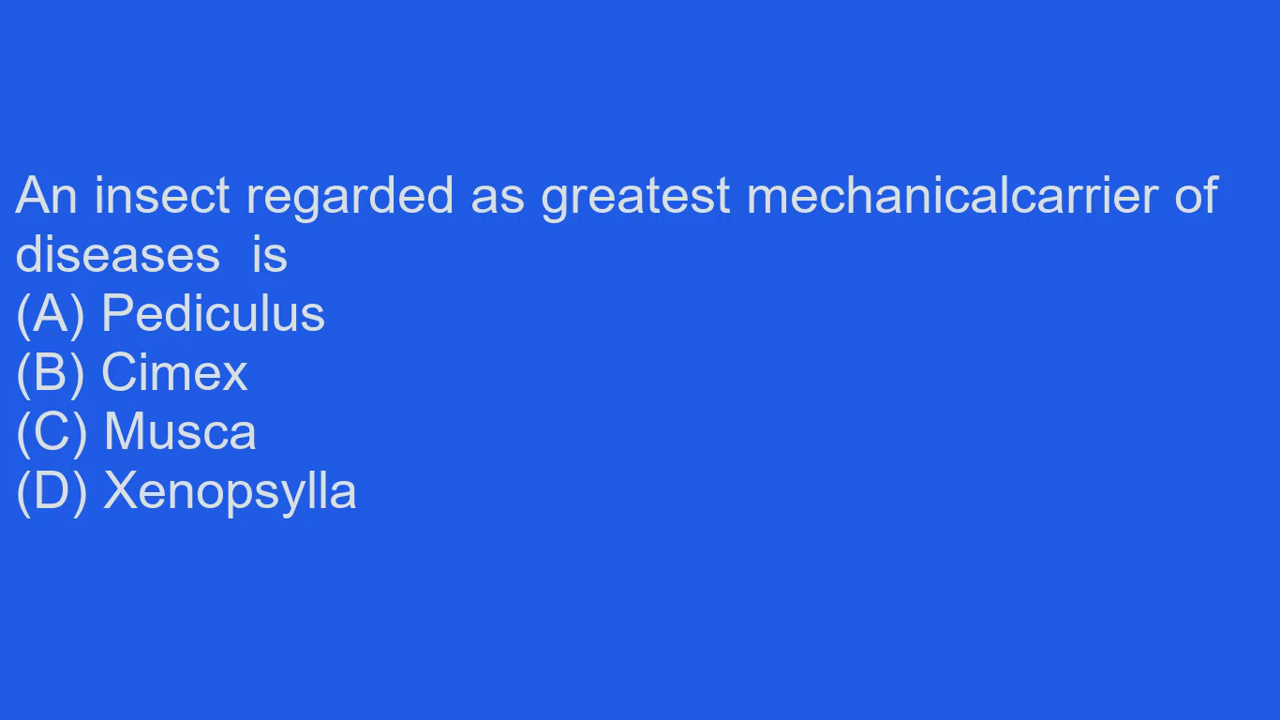 An insect regarded as greatest mechanicalcarrier of
diseases  is
(A) Pediculus
(B) Cimex
(C) Musca
(D) Xenopsylla